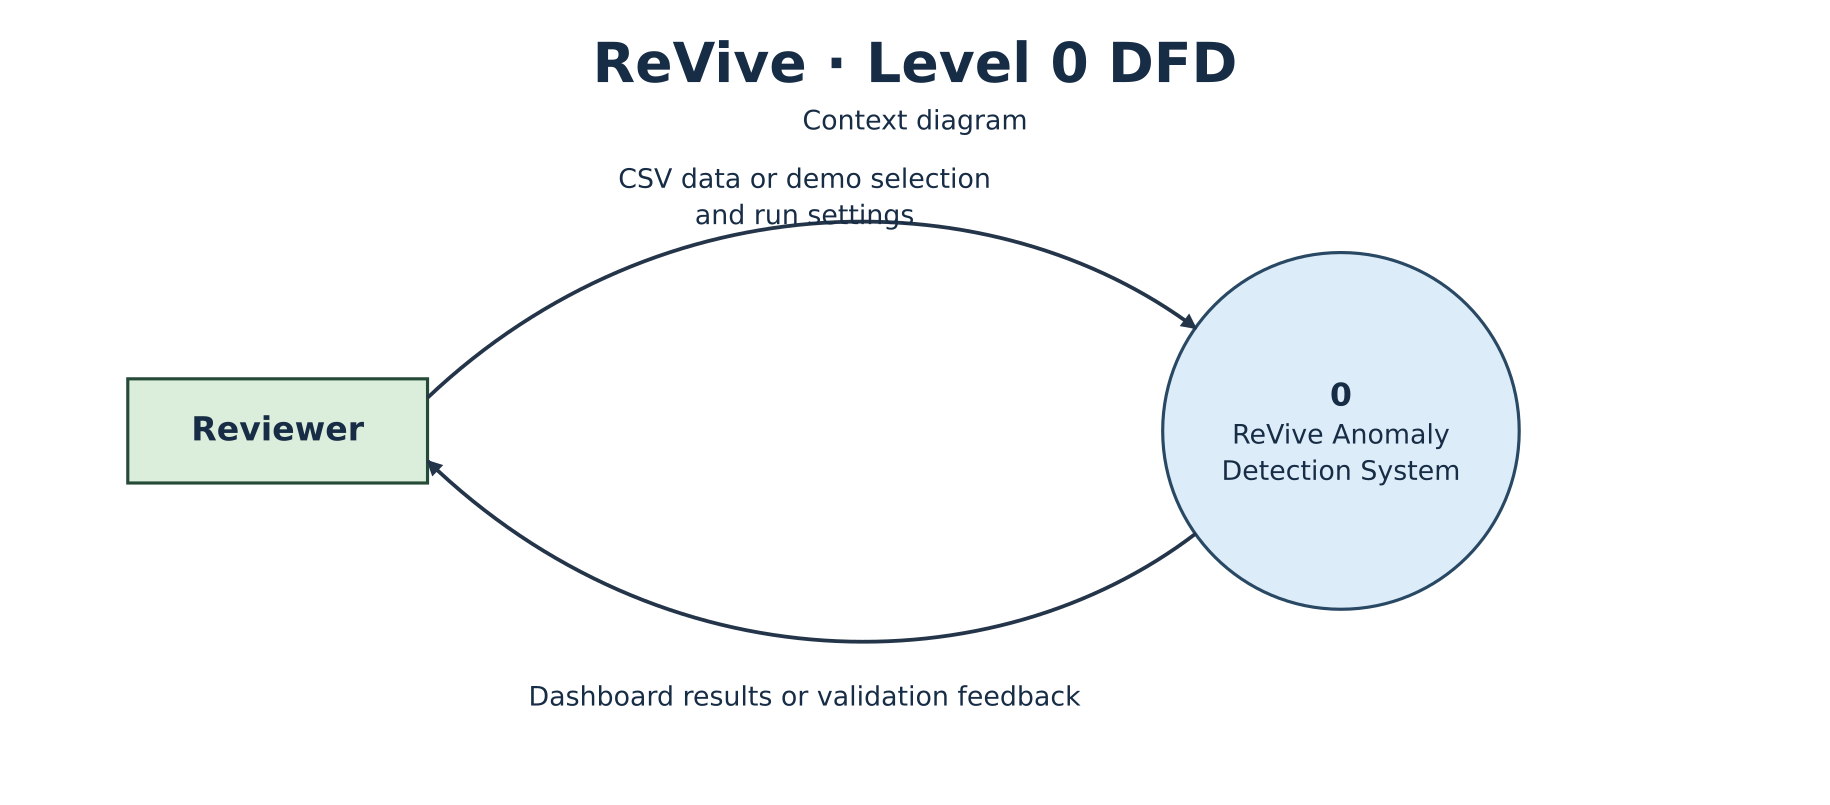 ReVive · Level 0 DFD
Context diagram
CSV data or demo selection
and run settings
Reviewer
0
ReVive Anomaly
Detection System
Dashboard results or validation feedback